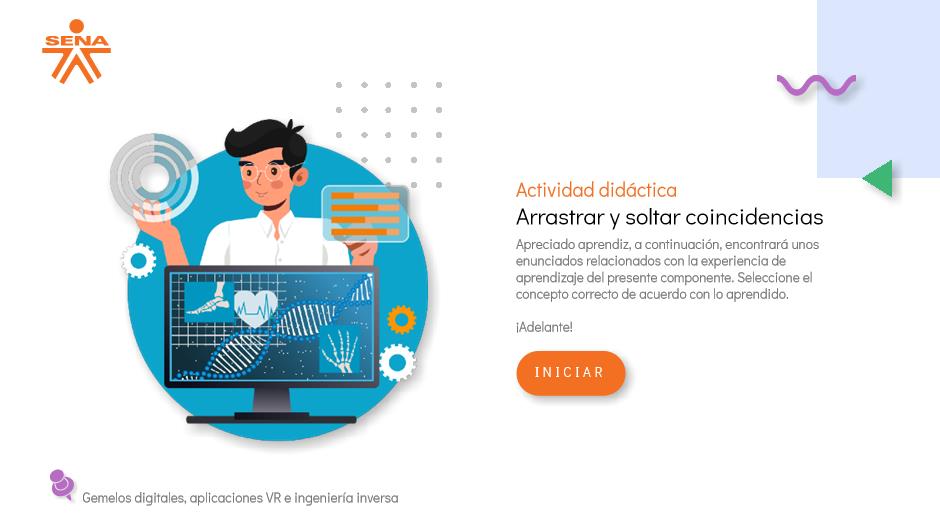 SENA
Actividad didáctica
Arrastrar y soltar coincidencias
Apreciado aprendiz, a continuación, encontrará unos
enunciados relacionados con la experiencia de
aprendizaje del presente componente. Seleccione el
concepto correcto de acuerdo con lo aprendido.
¡Adelante!
INICIAR
Gemelos digitales, aplicaciones VR e ingeniería inversa